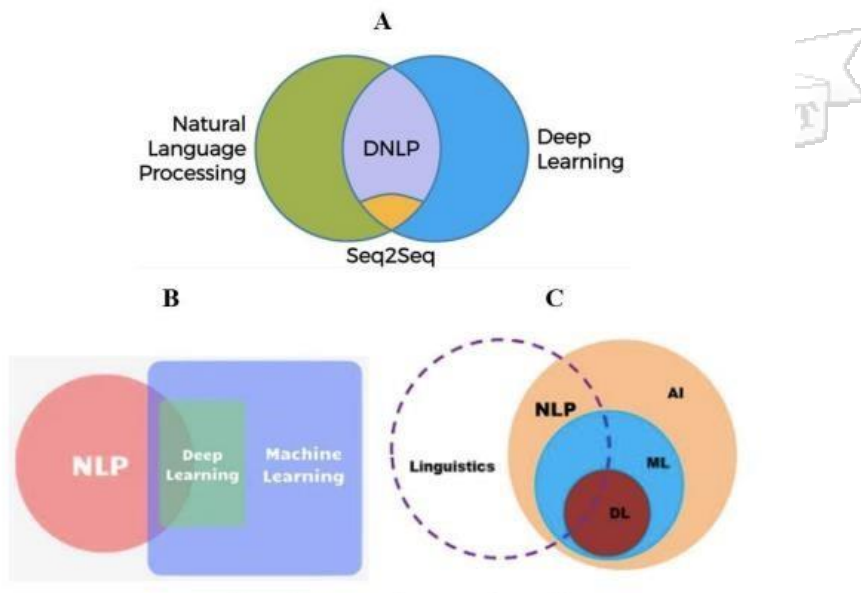 A
Natural
Language
Processing
DNLP
Deep
Learning
Seq2Seq
B
C
NLP
Deep
Learning
Machine
Learning
AI
NLP
Linguistics
ML
DL